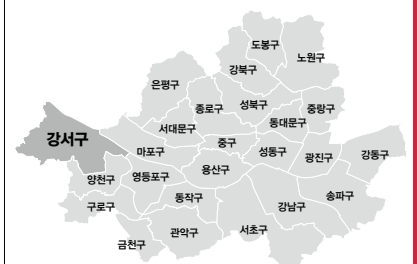 도봉구
노원구
강북구
은평구
성북구
종로구
중랑구
동대문구
서대문구
강서구
중구
마포구
성동구
광진구
강동구
용산구
양천구
영등포구
동작구
송파구
구로구
강남구
관악구
서초구
금천구